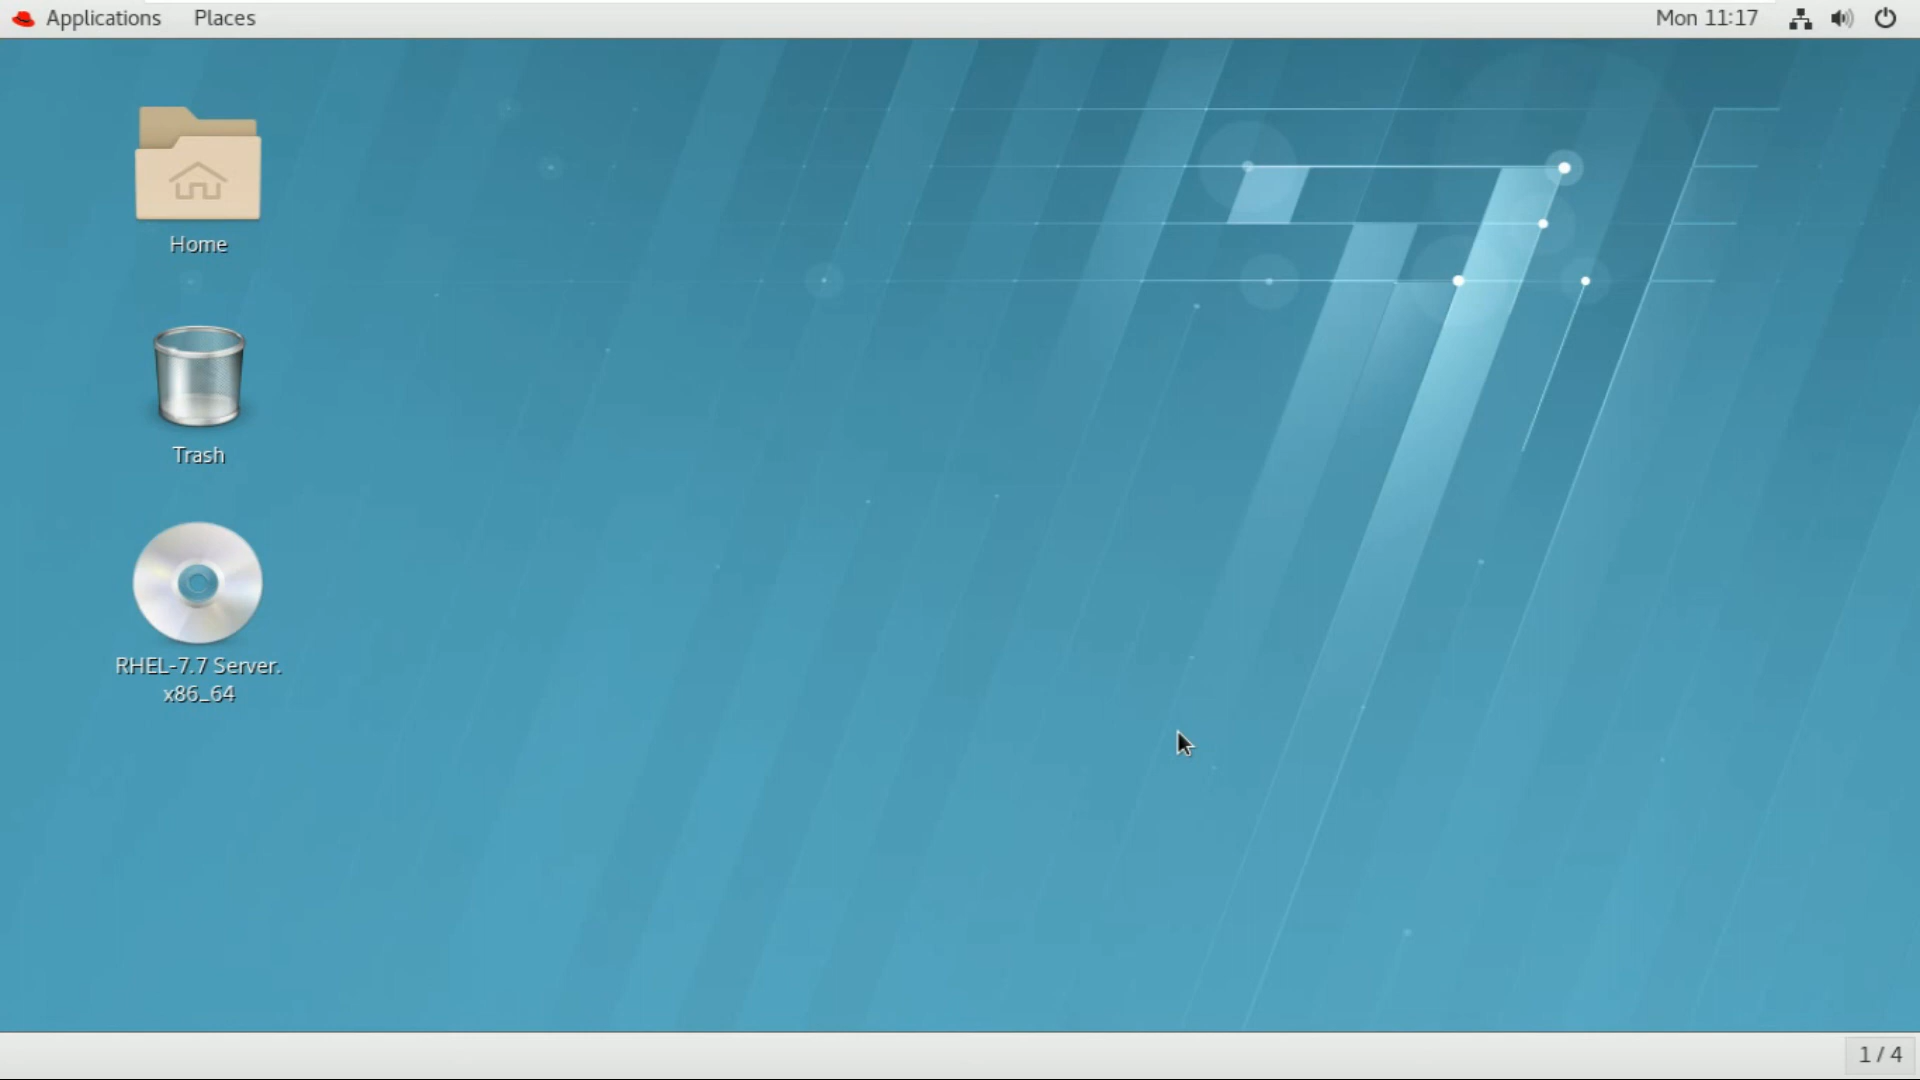 Applications Places Mon 11:17
Home
Trash
RHEL-7.7 Server.
x86_64
1 / 4